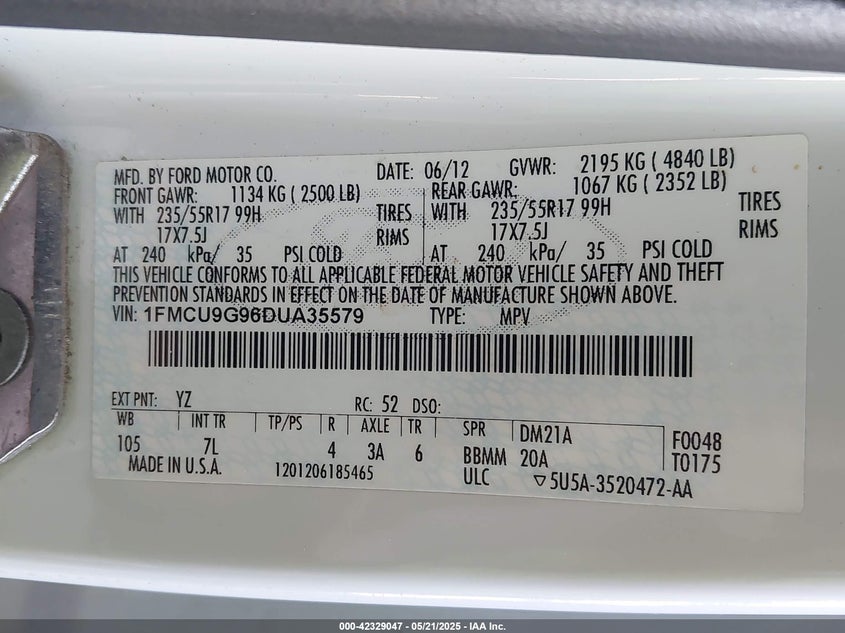 MFD. BY FORD MOTOR CO. DATE: 06/12 GVWR: 2195 KG ( 4840 LB)
FRONT GAWR: 1134 KG ( 2500 LB) REAR GAWR: 1067 KG ( 2352 LB)
WITH 235/55R17 99H TIRES WITH 235/55R17 99H TIRES
17X7.5J RIMS 17X7.5J RIMS
AT 240 kPa/ 35 PSI COLD AT 240 kPa/ 35 PSI COLD
THIS VEHICLE CONFORMS TO ALL APPLICABLE FEDERAL MOTOR VEHICLE SAFETY AND THEFT
PREVENTION STANDARDS IN EFFECT ON THE DATE OF MANUFACTURE SHOWN ABOVE.
VIN: 1FMCU9G96DUA35579 TYPE: MPV
EXT PNT: YZ RC: 52 DSO:
WB INT TR TP/PS R AXLE TR SPR DM21A F0048
105 7L 4 3A 6 BBMM 20A T0175
MADE IN U.S.A. 1201206185465 ULC ▽5U5A-3520472-AA
000-42329047 - 05/21/2025 - IAA Inc.